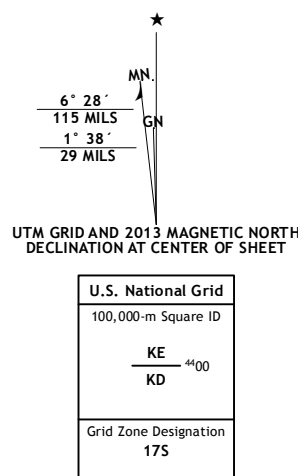 ★
MN
GN
6° 28´
115 MILS
1° 38´
29 MILS
UTM GRID AND 2013 MAGNETIC NORTH
DECLINATION AT CENTER OF SHEET
U.S. National Grid
100,000-m Square ID
KE
⁴⁴00
KD
Grid Zone Designation
17S